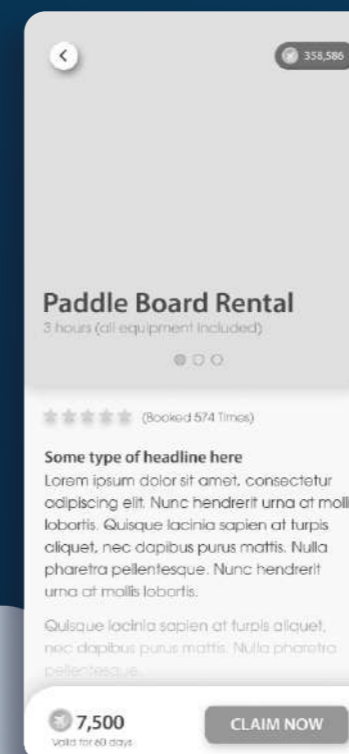 358,586
Paddle Board Rental
3 hours (all equipment included)
(Booked 574 Times)
Some type of headline here
Lorem ipsum dolor sit amet, consectetur
adipiscing elit. Nunc hendrerit urna at molli
lobortis. Quisque lacinia sapien at turpis
aliquet, nec dapibus purus mattis. Nulla
pharetra pellentesque. Nunc hendrerit
urna at mollis lobortis.
Quisque lacinia sapien at turpis aliquet,
nec dapibus purus mattis. Nulla pharetra
pellentesque.
7,500
Valid for 60 days
CLAIM NOW